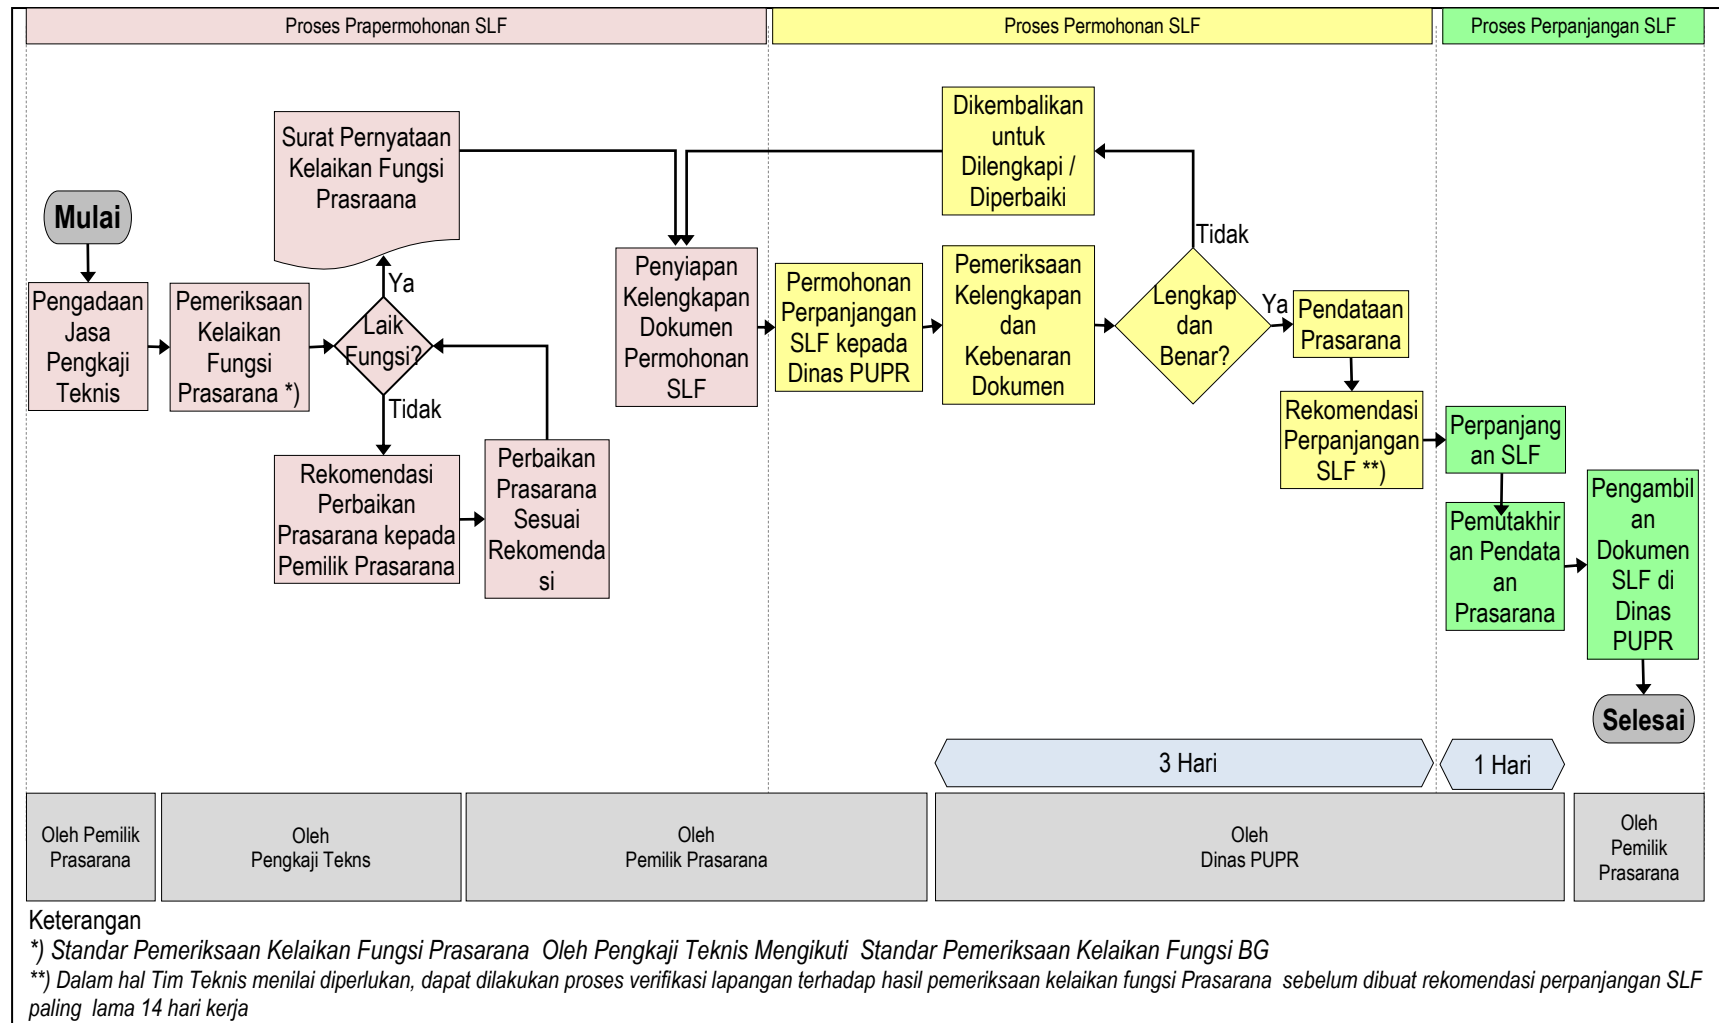 Proses Prapermohonan SLF
Proses Permohonan SLF
Proses Perpanjangan SLF
Mulai
Pengadaan
Jasa
Pengkaji
Teknis
Pemeriksaan
Kelaikan
Fungsi
Prasarana *)
Laik
Fungsi?
Ya
Surat Pernyataan
Kelaikan Fungsi
Prasraana
Tidak
Rekomendasi
Perbaikan
Prasarana kepada
Pemilik Prasarana
Perbaikan
Prasarana
Sesuai
Rekomenda
si
Penyiapan
Kelengkapan
Dokumen
Permohonan
SLF
Permohonan
Perpanjangan
SLF kepada
Dinas PUPR
Pemeriksaan
Kelengkapan
dan
Kebenaran
Dokumen
Lengkap
dan
Benar?
Tidak
Dikembalikan
untuk
Dilengkapi /
Diperbaiki
Ya
Pendataan
Prasarana
Rekomendasi
Perpanjangan
SLF **)
Perpanjang
an SLF
Pemutakhir
an Pendata
an
Prasarana
Pengambil
an
Dokumen
SLF di
Dinas
PUPR
Selesai
3 Hari
1 Hari
Oleh Pemilik
Prasarana
Oleh
Pengkaji Tekns
Oleh
Pemilik Prasarana
Oleh
Dinas PUPR
Oleh
Pemilik
Prasarana
Keterangan
*) Standar Pemeriksaan Kelaikan Fungsi Prasarana Oleh Pengkaji Teknis Mengikuti Standar Pemeriksaan Kelaikan Fungsi BG
**) Dalam hal Tim Teknis menilai diperlukan, dapat dilakukan proses verifikasi lapangan terhadap hasil pemeriksaan kelaikan fungsi Prasarana sebelum dibuat rekomendasi perpanjangan SLF
paling lama 14 hari kerja